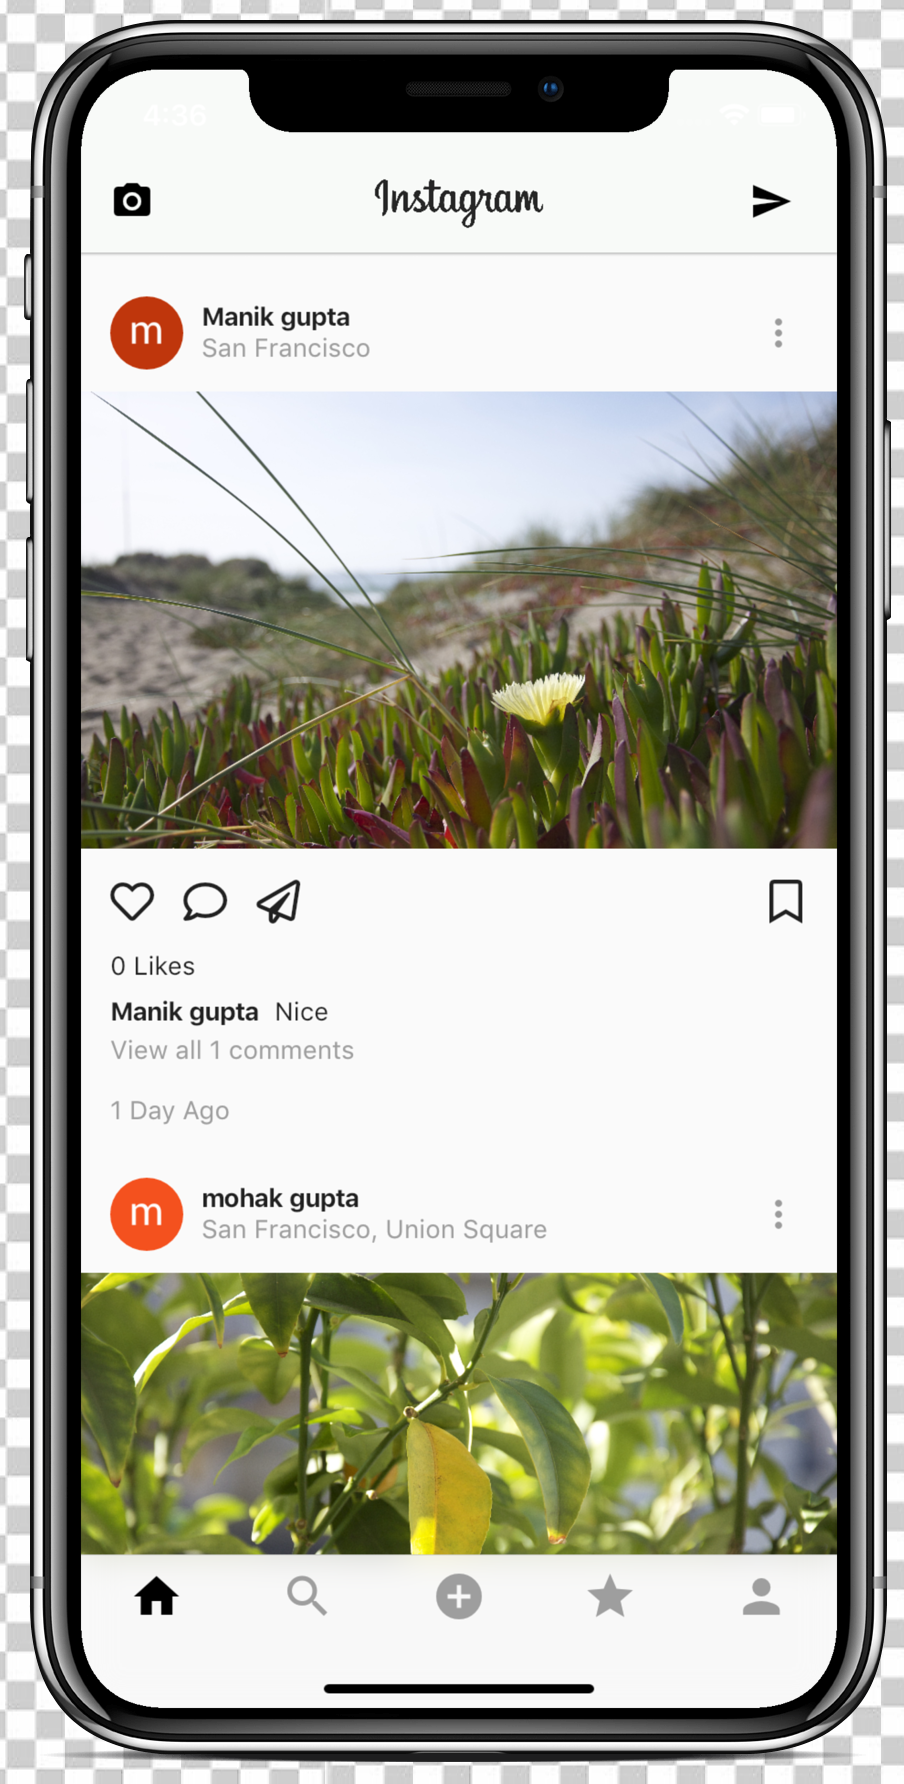 4:36
Instagram
m
Manik gupta
San Francisco
0 Likes
Manik gupta Nice
View all 1 comments
1 Day Ago
m
mohak gupta
San Francisco, Union Square